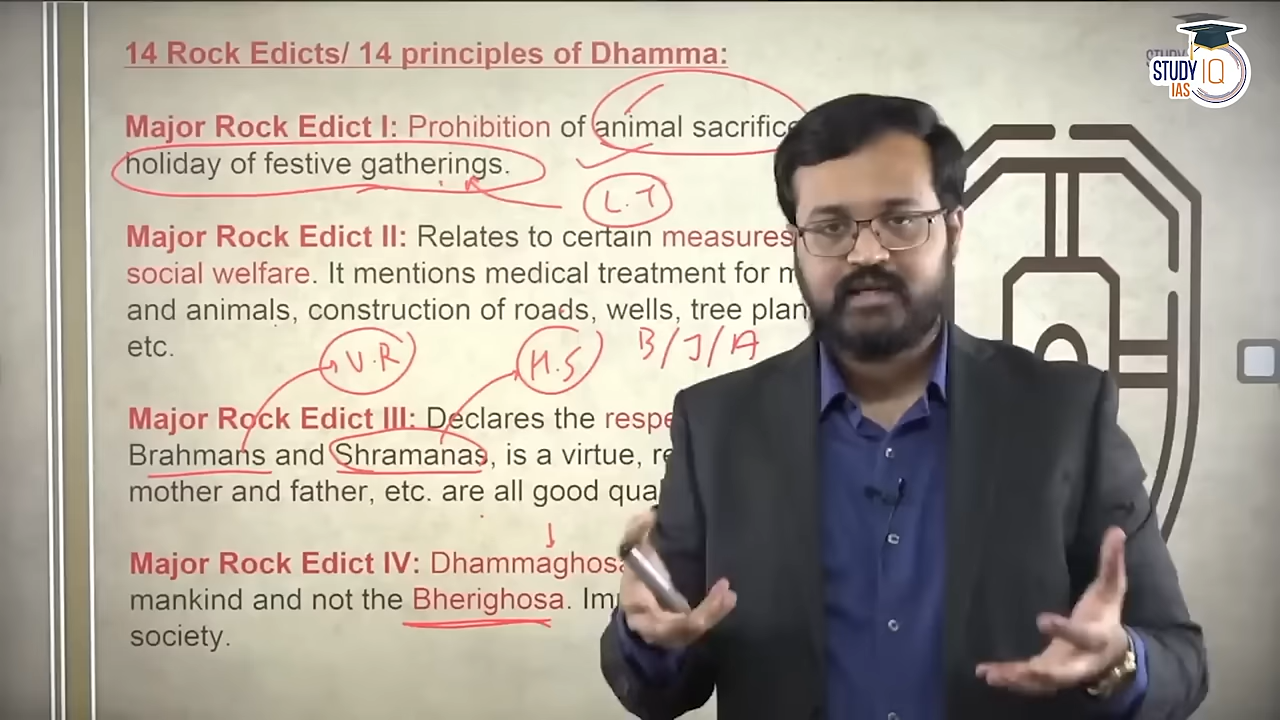 14 Rock Edicts/ 14 principles of Dhamma:
Major Rock Edict I: Prohibition of animal sacrific
holiday of festive gatherings.
L.T
Major Rock Edict II: Relates to certain measures
social welfare. It mentions medical treatment for m
and animals, construction of roads, wells, tree plan
etc.
V.R
H.S
B/J/A
Major Rock Edict III: Declares the respe
Brahmans and Shramanas, is a virtue, re
mother and father, etc. are all good qua
Major Rock Edict IV: Dhammaghosa
mankind and not the Bherighosa. Im
society.
STUDY IQ
IAS